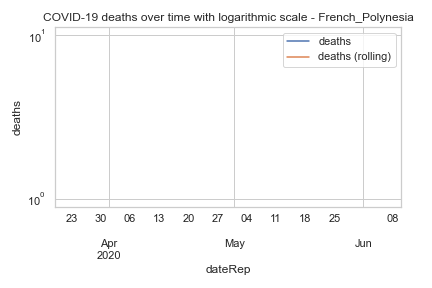 COVID-19 deaths over time with logarithmic scale - French_Polynesia
10¹
deaths
deaths (rolling)
deaths
10⁰
23 30 06 13 20 27 04 11 18 25 08
Apr May Jun
2020
dateRep